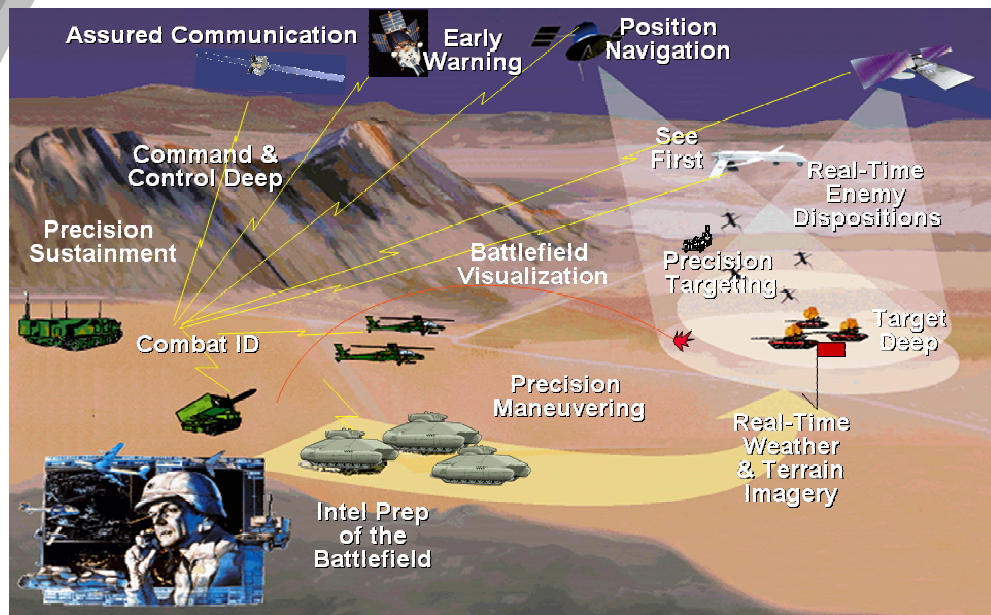 Assured Communication
Early
Warning
Position
Navigation
Command &
Control Deep
See
First
Real-Time
Enemy
Dispositions
Precision
Sustainment
Battlefield
Visualization
Precision
Targeting
Combat ID
Target
Deep
Precision
Maneuvering
Real-Time
Weather
& Terrain
Imagery
Intel Prep
of the
Battlefield